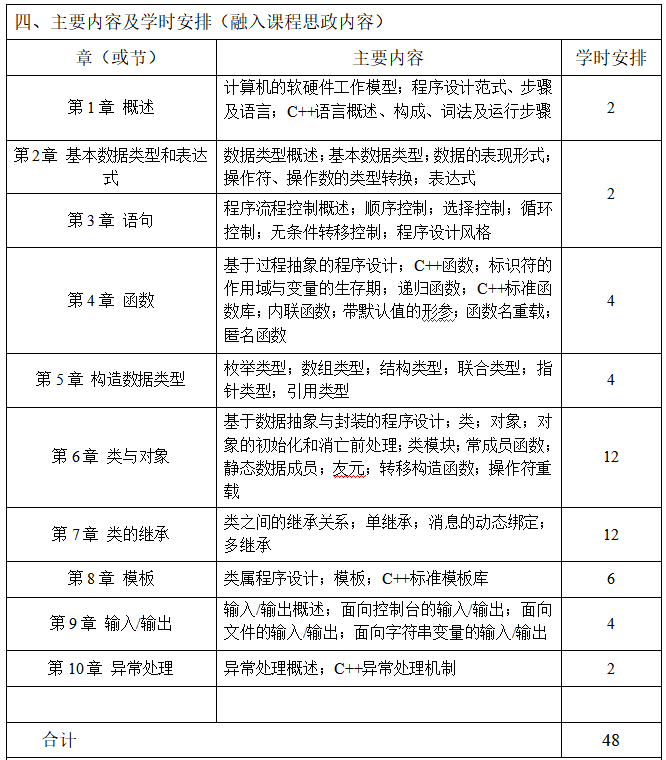 四、主要内容及学时安排（融入课程思政内容）
章（或节） 主要内容 学时安排
第 1 章 概述
计算机的软硬件工作模型；程序设计范式、步骤
及语言；C++语言概述、构成、词法及运行步骤
2
第 2 章 基本数据类型和表达
式
数据类型概述；基本数据类型；数据的表现形式；
操作符、操作数的类型转换；表达式
2
第 3 章 语句
程序流程控制概述；顺序控制；选择控制；循环
控制；无条件转移控制；程序设计风格
第 4 章 函数
基于过程抽象的程序设计；C++函数；标识符的
作用域与变量的生存期；递归函数；C++标准函
数库；内联函数；带默认值的形参；函数名重载；
匿名函数
4
第 5 章 构造数据类型
枚举类型；数组类型；结构类型；联合类型；指
针类型；引用类型
4
第 6 章 类与对象
基于数据抽象与封装的程序设计；类；对象；对
象的初始化和消亡前处理；类模块；常成员函数；
静态数据成员；友元；转移构造函数；操作符重
载
12
第 7 章 类的继承
类之间的继承关系；单继承；消息的动态绑定；
多继承
12
第 8 章 模板
类属程序设计；模板；C++标准模板库
6
第 9 章 输入/输出
输入/输出概述；面向控制台的输入/输出；面向
文件的输入/输出；面向字符串变量的输入/输出
4
第 10 章 异常处理
异常处理概述；C++异常处理机制
2
合计 48